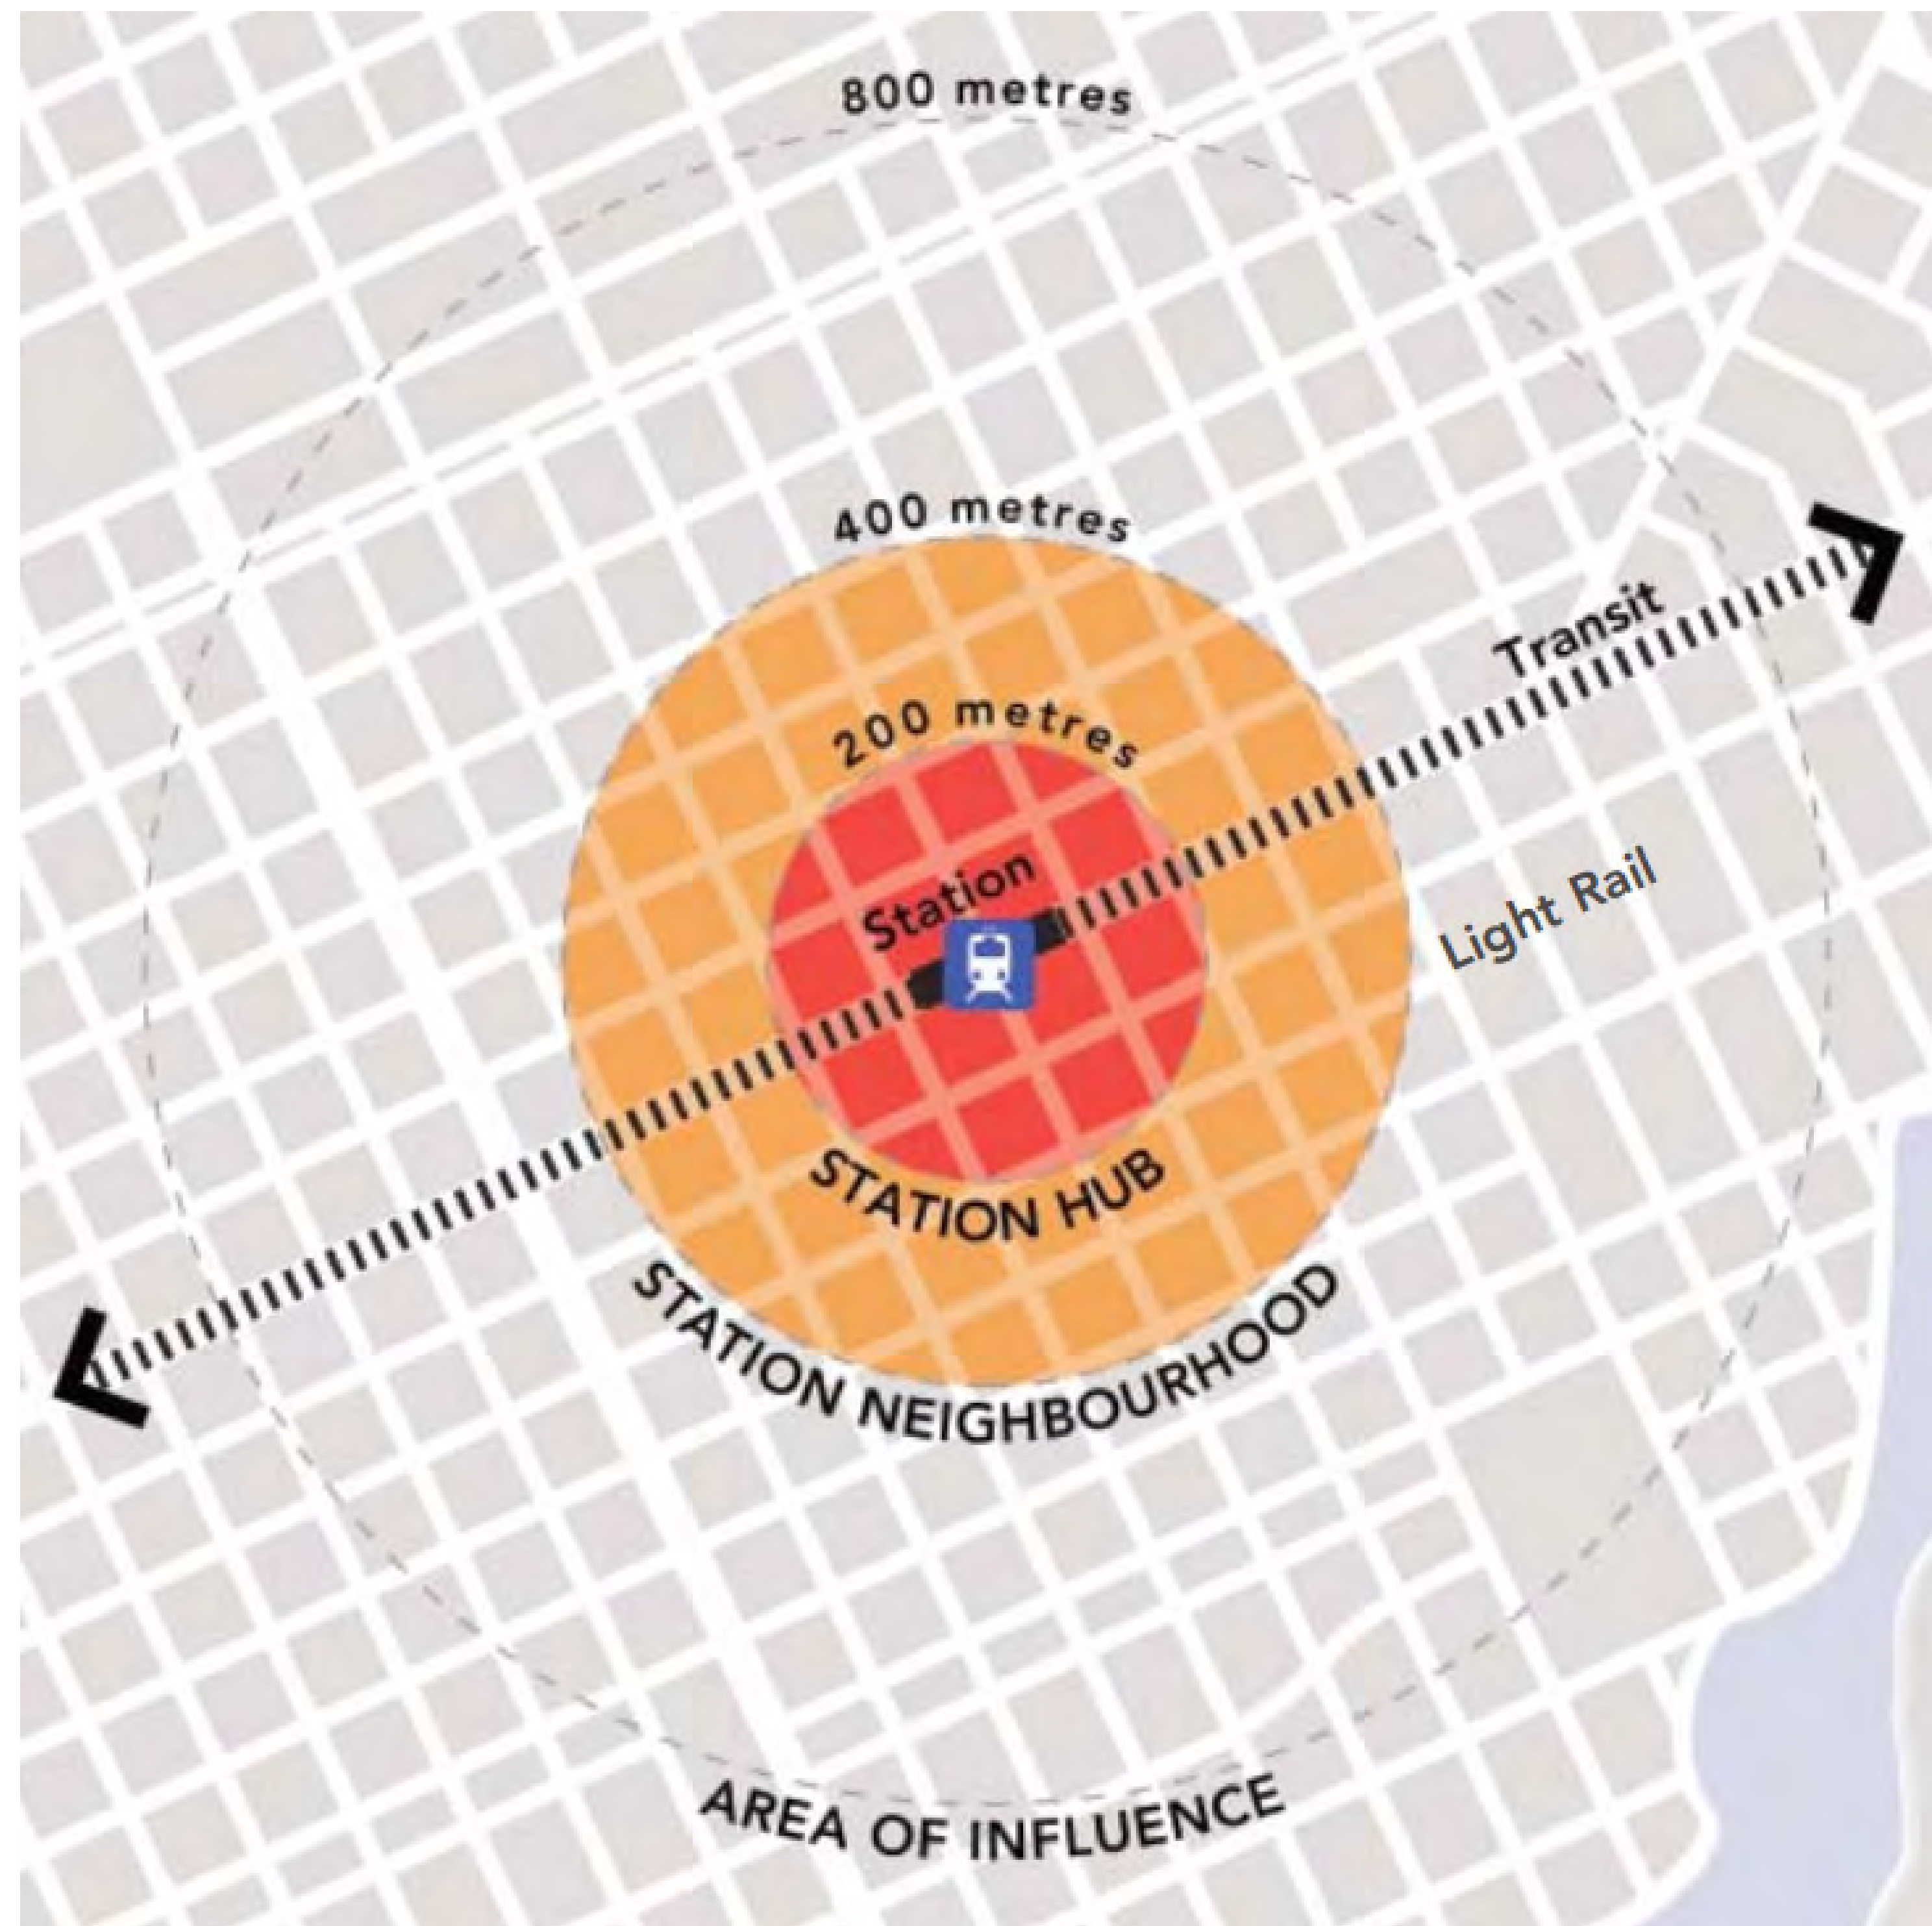 800 metres
400 metres
Transit
200 metres
Station
Light Rail
STATION HUB
STATION NEIGHBOURHOOD
AREA OF INFLUENCE